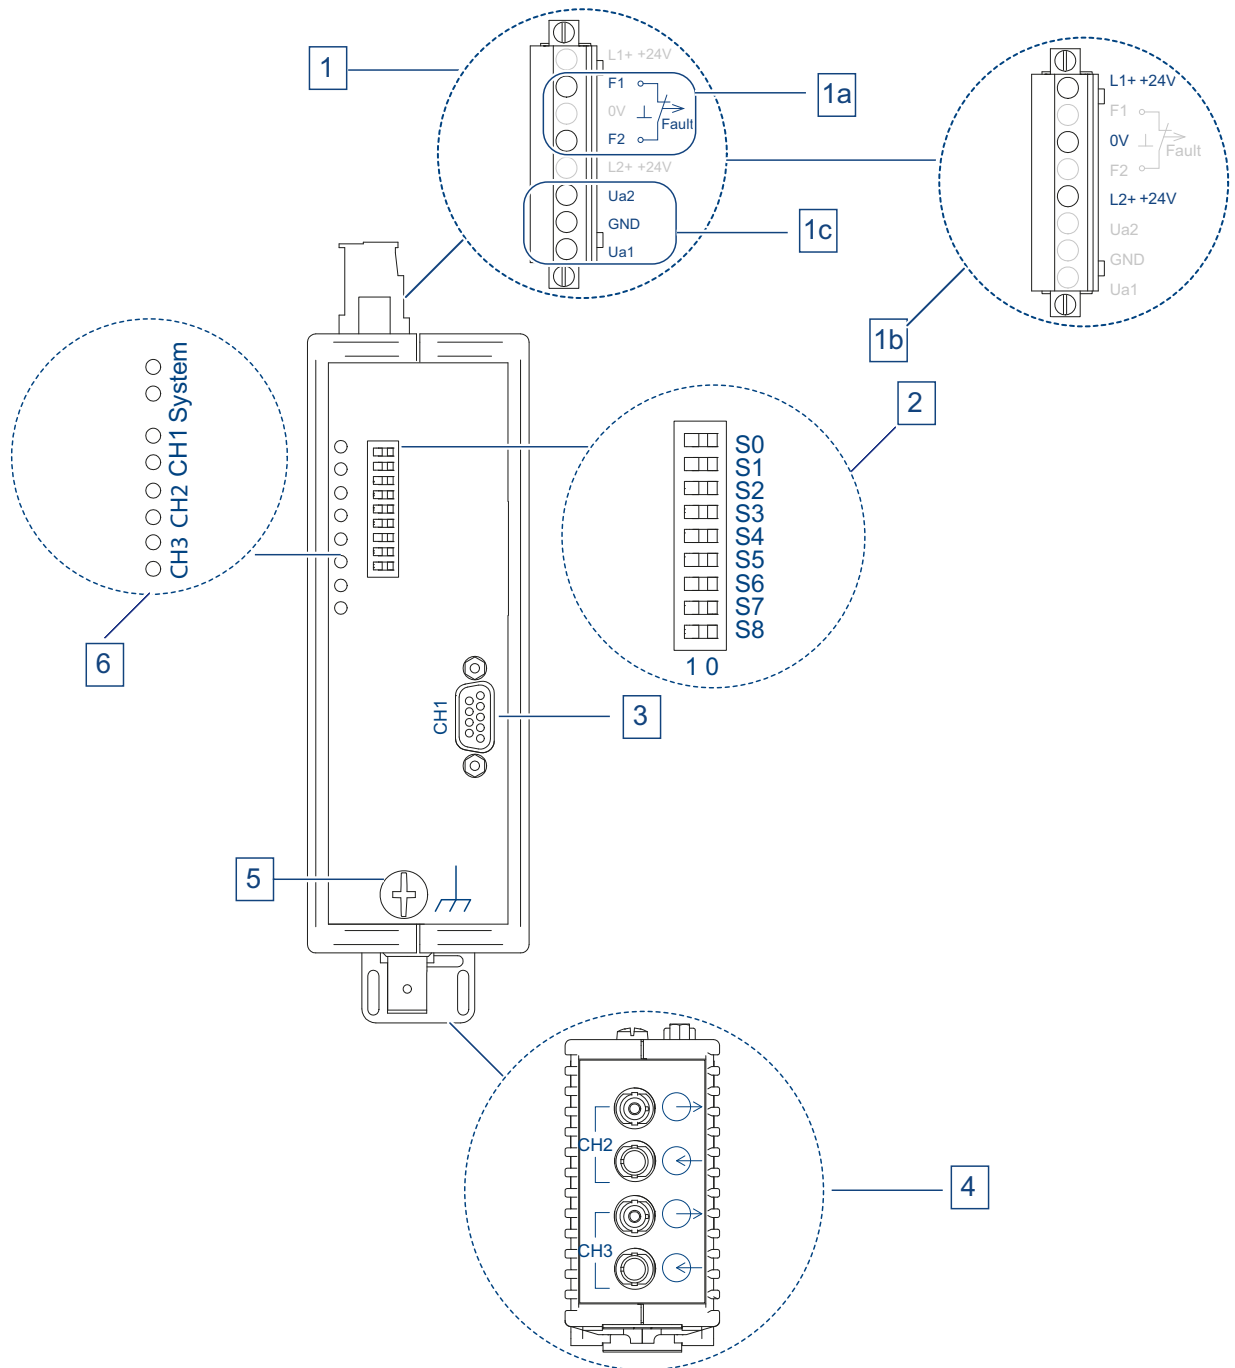 1
L1+ +24V
F1
0V
Fault
F2
L2+ +24V
Ua2
GND
Ua1
1a
1c
L1+ +24V
F1
0V
Fault
F2
L2+ +24V
Ua2
GND
Ua1
1b
System
CH1
CH2
CH3
6
2
S0
S1
S2
S3
S4
S5
S6
S7
S8
1 0
CH1
3
5
CH2
CH3
4